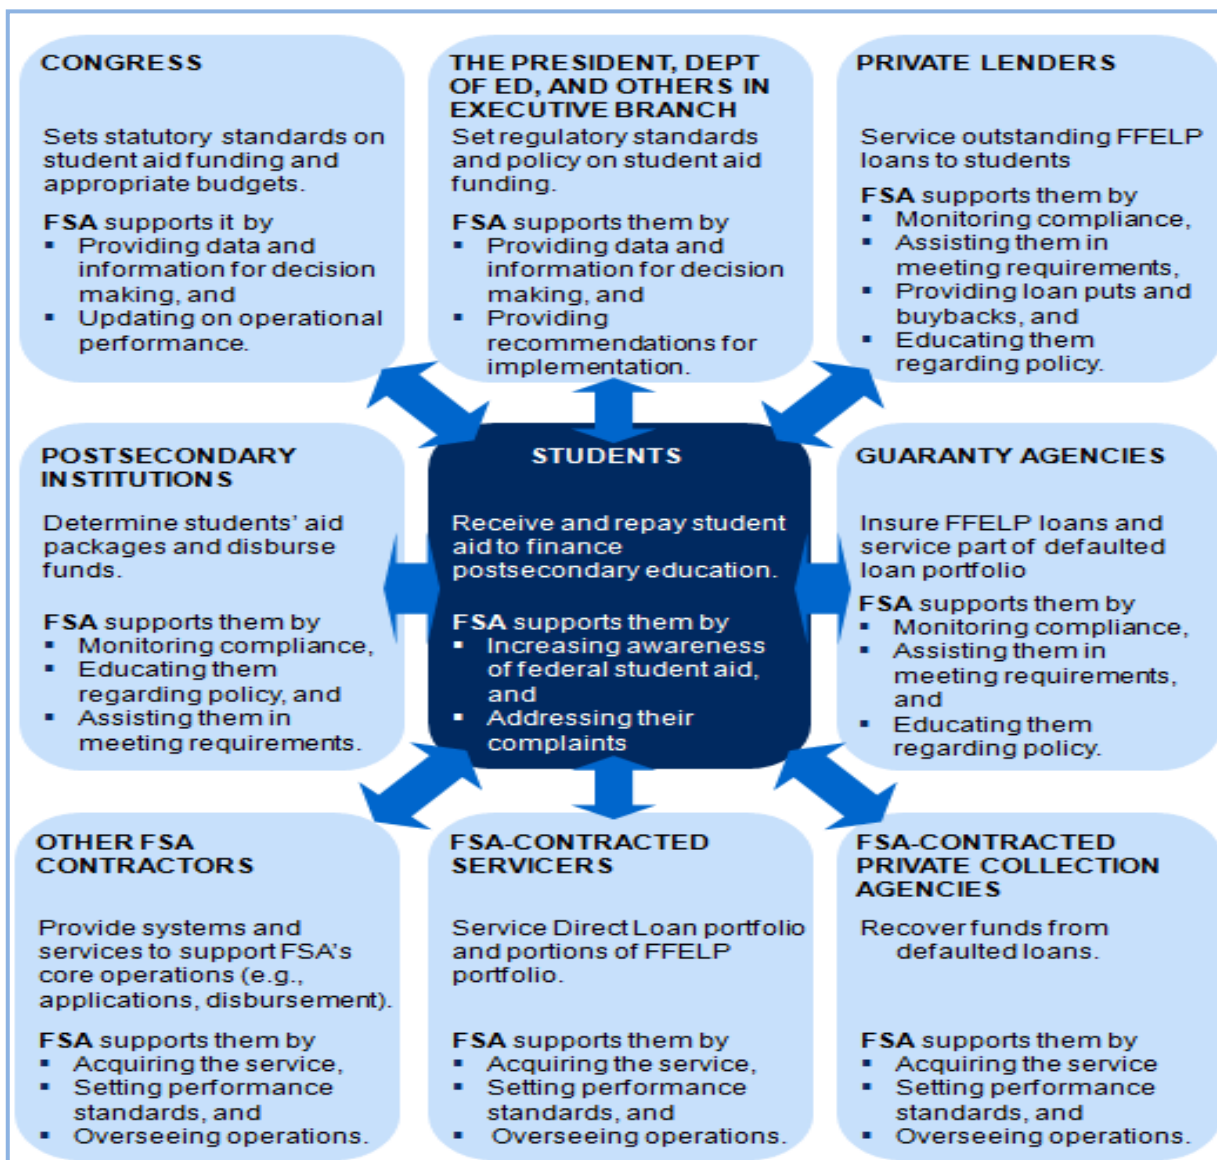 CONGRESS
Sets statutory standards on
student aid funding and
appropriate budgets.
FSA supports it by
▪ Providing data and
information for decision
making, and
▪ Updating on operational
performance.
THE PRESIDENT, DEPT
OF ED, AND OTHERS IN
EXECUTIVE BRANCH
Set regulatory standards
and policy on student aid
funding.
FSA supports them by
▪ Providing data and
information for decision
making, and
▪ Providing
recommendations for
implementation.
PRIVATE LENDERS
Service outstanding FFELP
loans to students
FSA supports them by
▪ Monitoring compliance,
▪ Assisting them in
meeting requirements,
▪ Providing loan puts and
buybacks, and
▪ Educating them
regarding policy.
POSTSECONDARY
INSTITUTIONS
Determine students' aid
packages and disburse
funds.
FSA supports them by
▪ Monitoring compliance,
▪ Educating them
regarding policy, and
▪ Assisting them in
meeting requirements.
STUDENTS
Receive and repay student
aid to finance
postsecondary education.
FSA supports them by
▪ Increasing awareness
of federal student aid,
and
▪ Addressing their
complaints
GUARANTY AGENCIES
Insure FFELP loans and
service part of defaulted
loan portfolio
FSA supports them by
▪ Monitoring compliance,
▪ Assisting them in
meeting requirements,
and
▪ Educating them
regarding policy.
OTHER FSA
CONTRACTORS
Provide systems and
services to support FSA's
core operations (e.g.,
applications, disbursement).
FSA supports them by
▪ Acquiring the service,
▪ Setting performance
standards, and
▪ Overseeing operations.
FSA-CONTRACTED
SERVICERS
Service Direct Loan portfolio
and portions of FFELP
portfolio.
FSA supports them by
▪ Acquiring the service,
▪ Setting performance
standards, and
▪ Overseeing operations.
FSA-CONTRACTED
PRIVATE COLLECTION
AGENCIES
Recover funds from
defaulted loans.
FSA supports them by
▪ Acquiring the service
▪ Setting performance
standards, and
▪ Overseeing operations.